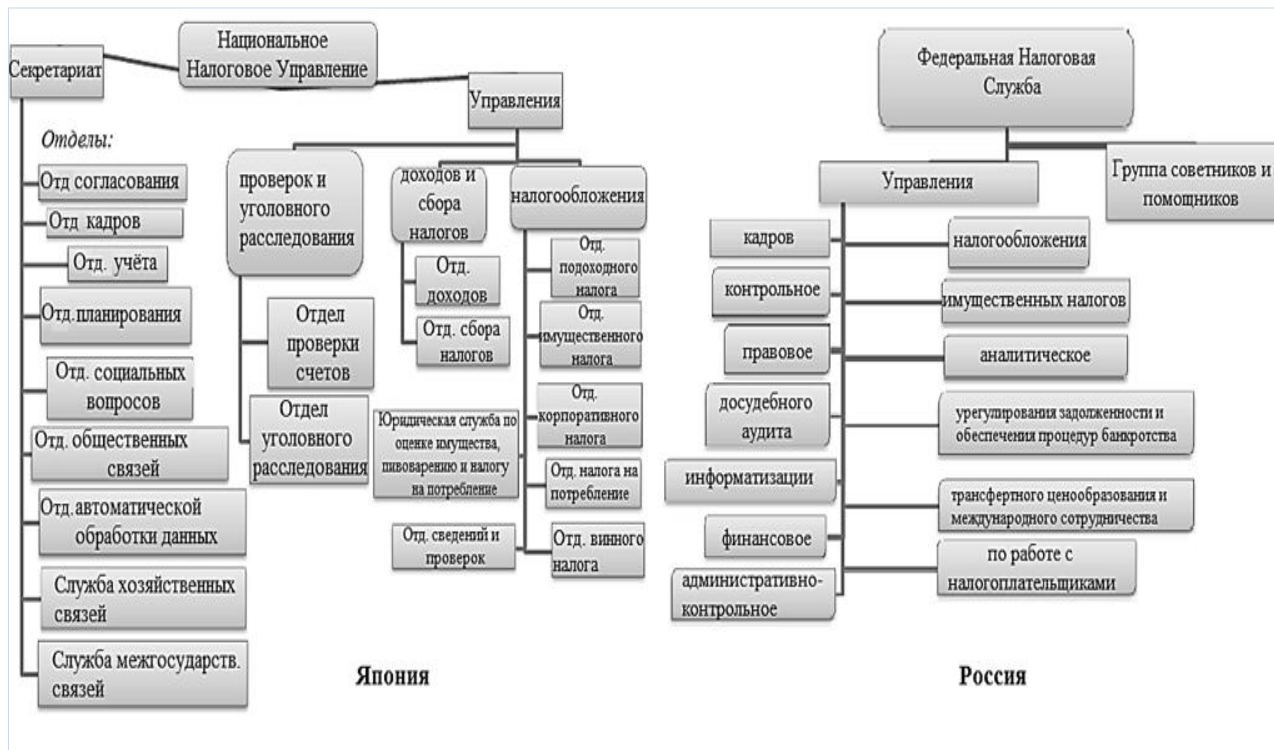 Национальное
Налоговое Управление
Секретариат
Управления
Отделы:
Отд согласования
Отд кадров
Отд. учёта
Отд. планирования
Отд. социальных
вопросов
Отд. общественных
связей
Отд. автоматической
обработки данных
Служба хозяйственных
связей
Служба межгосударств.
связей
проверок и
уголовного
расследования
Отдел
проверки
счетов
Отдел
уголовного
расследования
доходов и
сбора
налогов
Отд.
доходов
Отд. сбора
налогов
Юридическая служба по
оценке имущества,
пивоварению и налогу
на потребление
Отд. сведений и
проверок
налогообложения
Отд.
подоходного
налога
Отд.
имущественного
налога
Отд.
корпоративного
налога
Отд. налога на
потребление
Отд. винного
налога
Япония
Федеральная Налоговая
Служба
Управления
Группа советников и
помощников
кадров
контрольное
правовое
досудебного
аудита
информатизации
финансовое
административно-
контрольное
налогообложения
имущественных налогов
аналитическое
урегулирования задолженности и
обеспечения процедур банкротства
трансфертного ценообразования и
международного сотрудничества
по работе с
налогоплательщиками
Россия